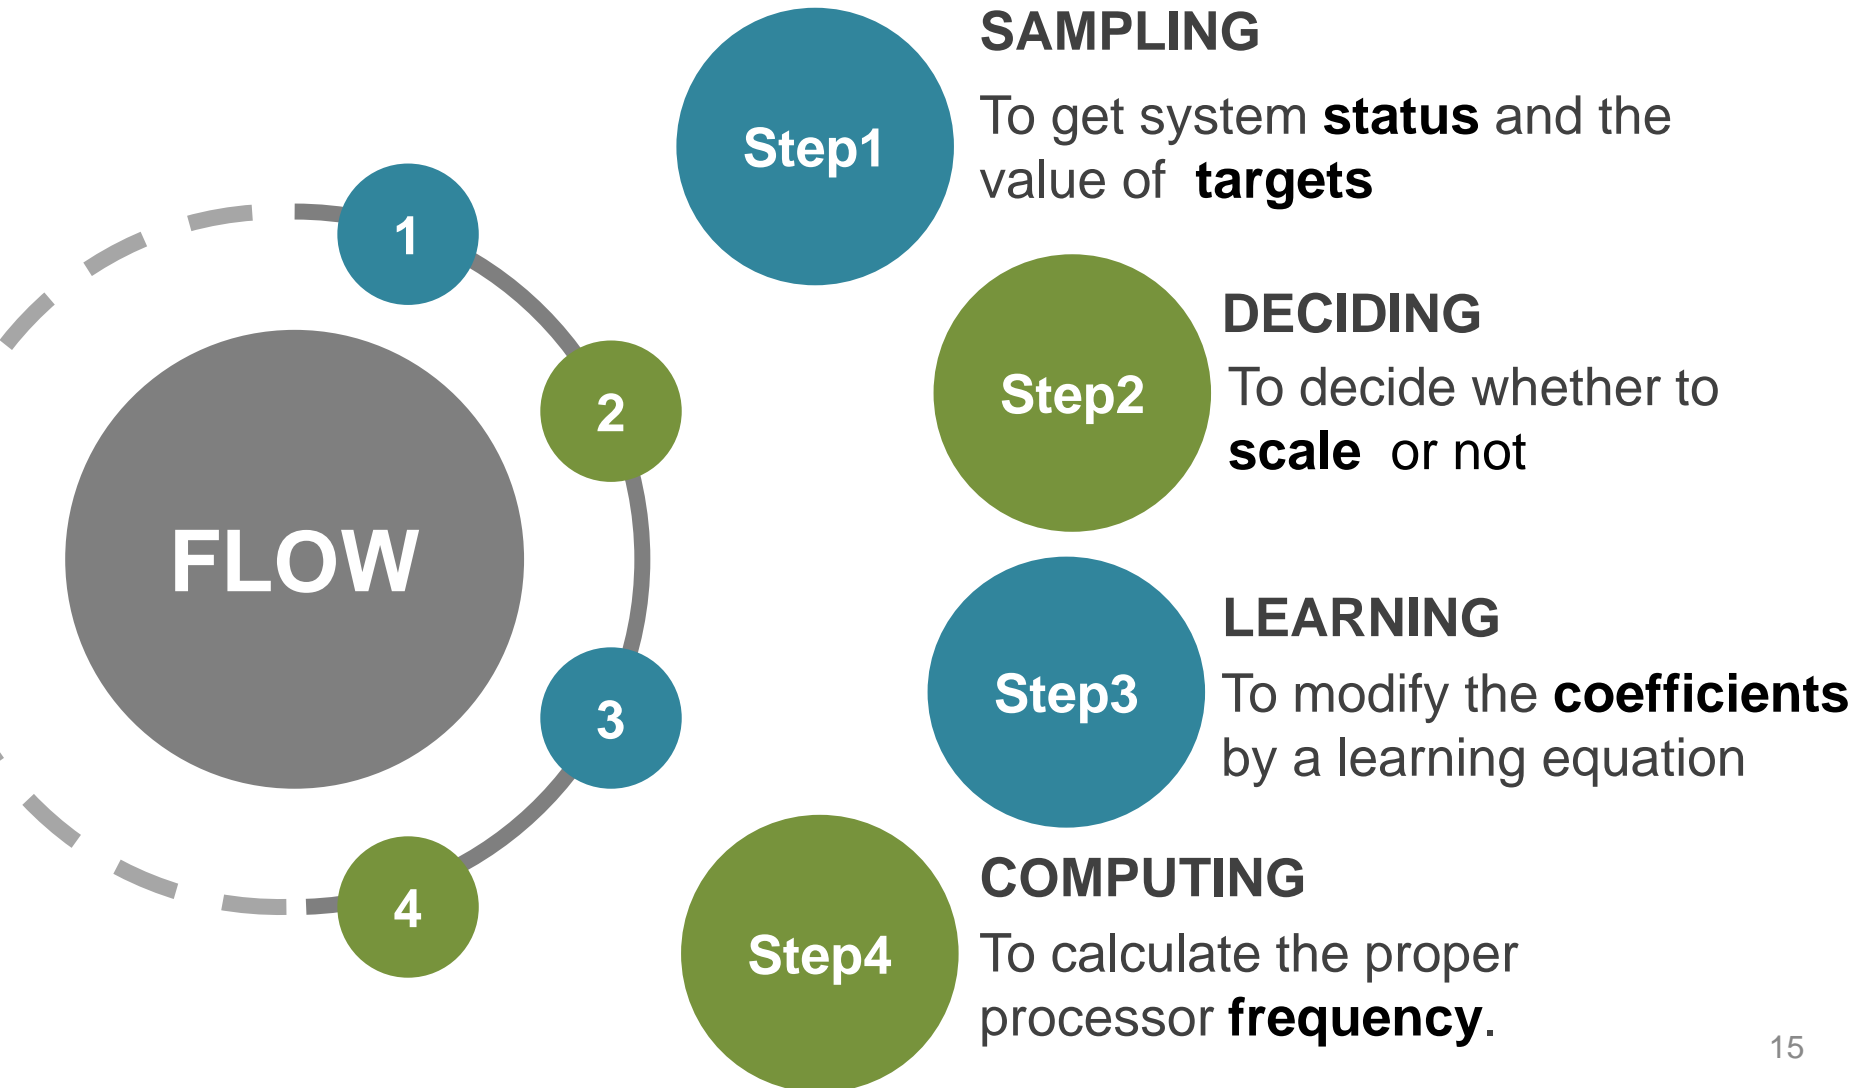 FLOW
1
2
3
4
Step1
SAMPLING
To get system status and the
value of targets
Step2
DECIDING
To decide whether to
scale or not
Step3
LEARNING
To modify the coefficients
by a learning equation
Step4
COMPUTING
To calculate the proper
processor frequency.
15